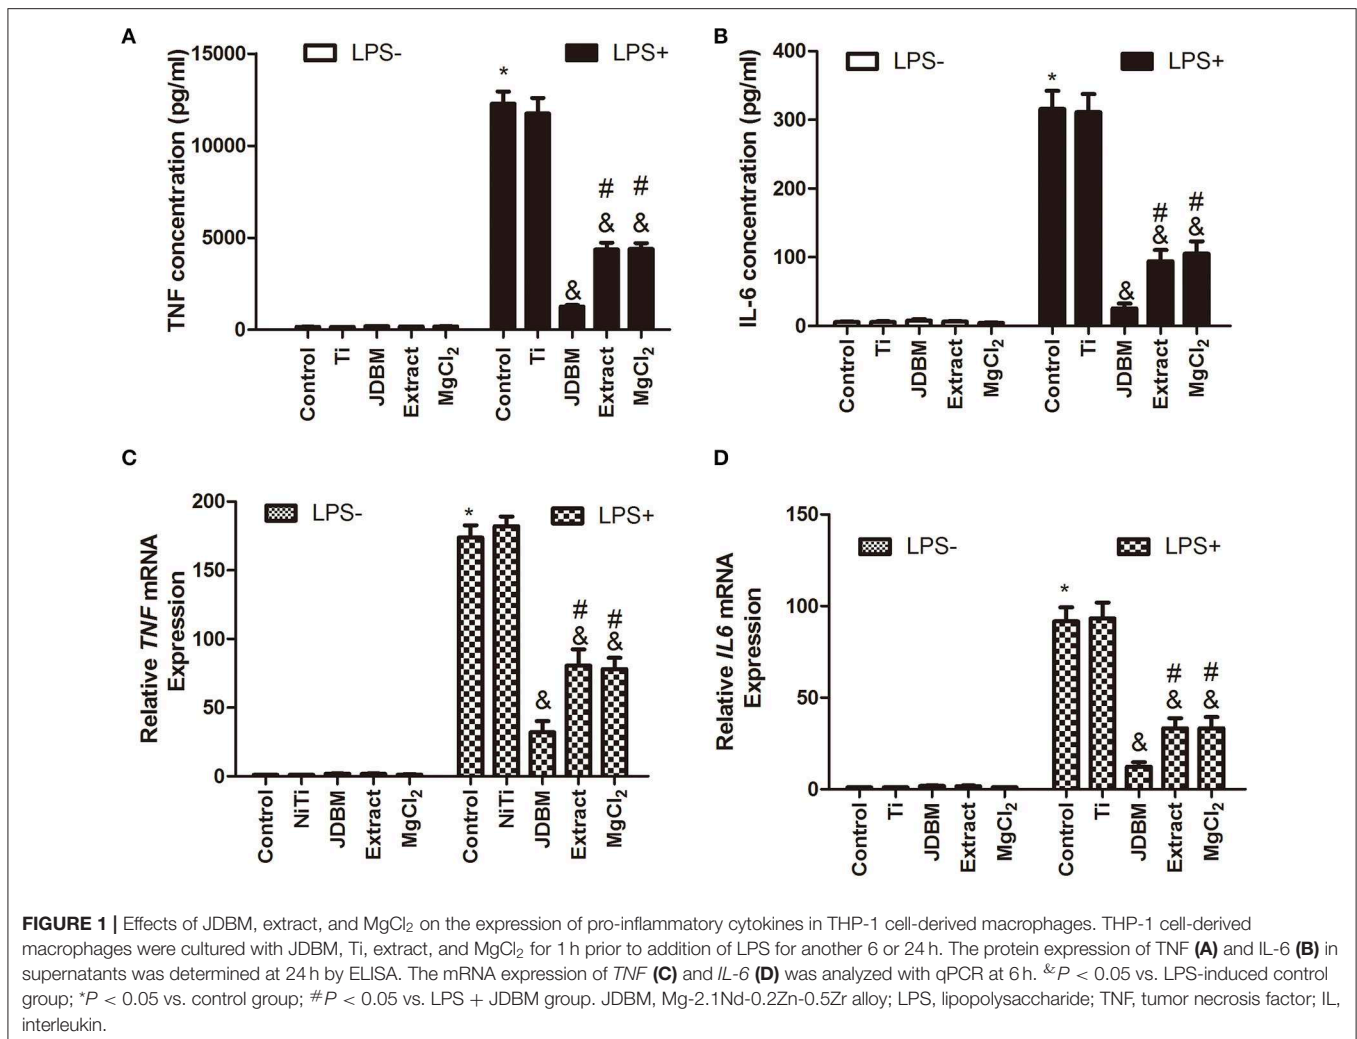 A
TNF concentration (pg/ml)
15000
10000
5000
0
LPS-
LPS+
*
&
#
&
#
&
Control
Ti
JDBM
Extract
MgCl₂
Control
Ti
JDBM
Extract
MgCl₂
B
IL-6 concentration (pg/ml)
400
300
200
100
0
LPS-
LPS+
*
&
#
&
#
&
Control
Ti
JDBM
Extract
MgCl₂
Control
Ti
JDBM
Extract
MgCl₂
C
Relative TNF mRNA
Expression
200
150
100
50
0
LPS-
LPS+
*
&
#
&
#
&
Control
NiTi
JDBM
Extract
MgCl₂
Control
NiTi
JDBM
Extract
MgCl₂
D
Relative IL6 mRNA
Expression
150
100
50
0
LPS-
LPS+
*
&
#
&
#
&
Control
Ti
JDBM
Extract
MgCl₂
Control
Ti
JDBM
Extract
MgCl₂
FIGURE 1 | Effects of JDBM, extract, and MgCl₂ on the expression of pro-inflammatory cytokines in THP-1 cell-derived macrophages. THP-1 cell-derived
macrophages were cultured with JDBM, Ti, extract, and MgCl₂ for 1 h prior to addition of LPS for another 6 or 24 h. The protein expression of TNF (A) and IL-6 (B) in
supernatants was determined at 24 h by ELISA. The mRNA expression of TNF (C) and IL-6 (D) was analyzed with qPCR at 6 h. &P < 0.05 vs. LPS-induced control
group; *P < 0.05 vs. control group; #P < 0.05 vs. LPS + JDBM group. JDBM, Mg-2.1Nd-0.2Zn-0.5Zr alloy; LPS, lipopolysaccharide; TNF, tumor necrosis factor; IL,
interleukin.